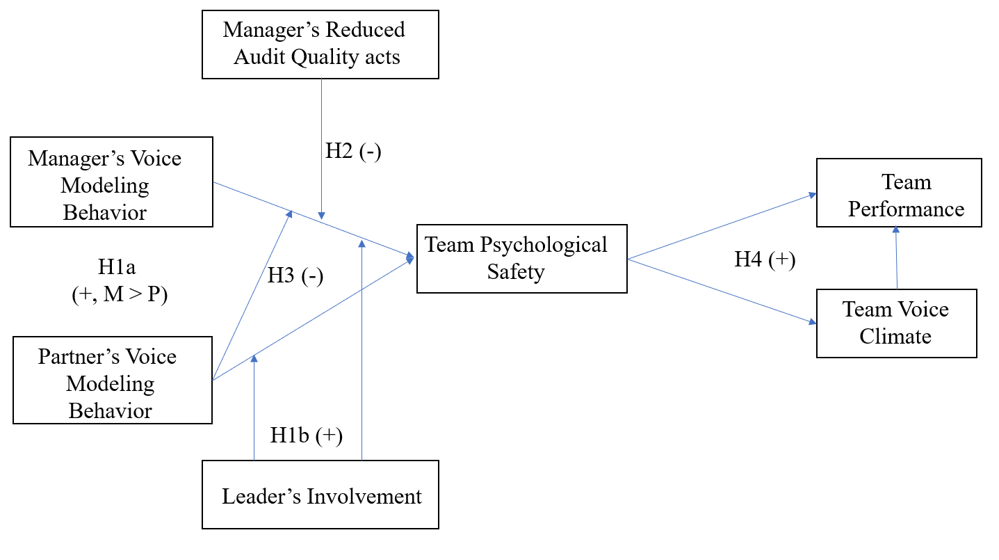 Manager’s Reduced
Audit Quality acts
H2 (-)
Manager’s Voice
Modeling
Behavior
Team
Performance
Team Psychological
Safety
H1a
(+, M > P)
H3 (-)
H4 (+)
Team Voice
Climate
Partner’s Voice
Modeling
Behavior
H1b (+)
Leader’s Involvement